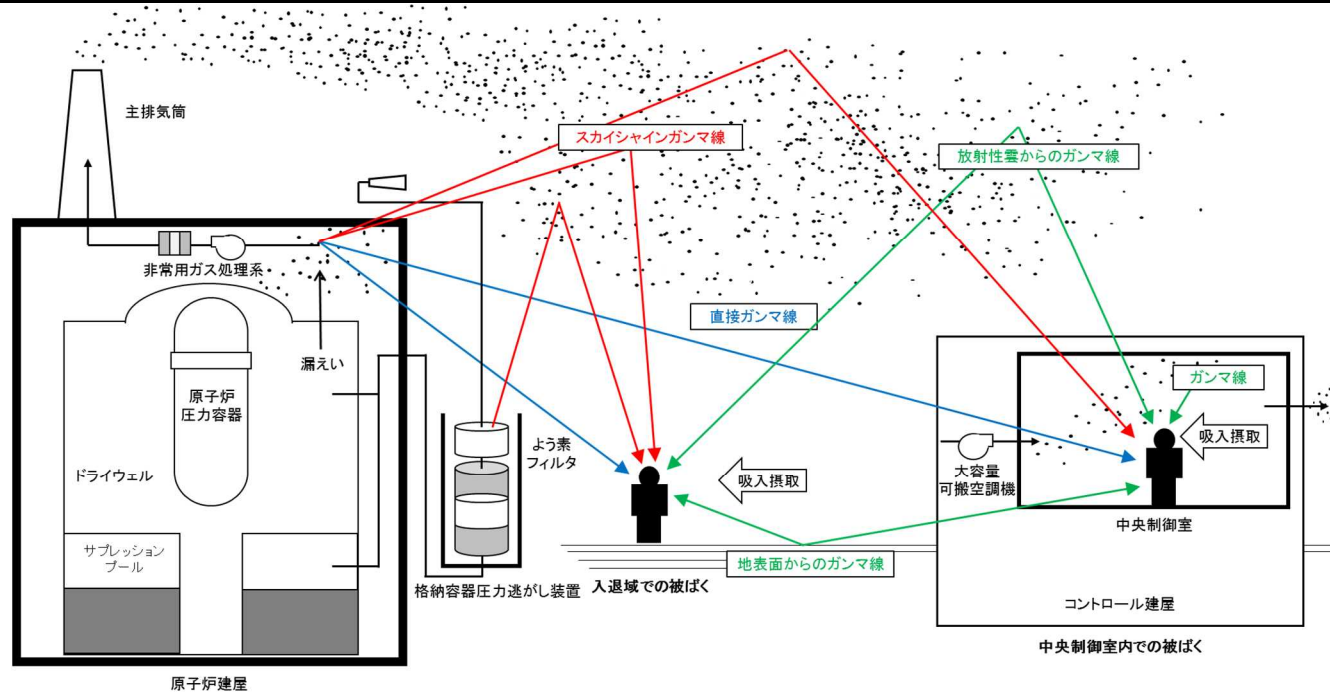 主排気筒
スカイシャインガンマ線
放射性雲からのガンマ線
非常用ガス処理系
直接ガンマ線
漏えい
原子炉
圧力容器
ガンマ線
吸入摂取
よう素
フィルタ
ドライウェル
吸入摂取
大容量
可搬空調機
中央制御室
サプレッション
プール
地表面からのガンマ線
格納容器圧力逃がし装置
入退域での被ばく
コントロール建屋
中央制御室内での被ばく
原子炉建屋